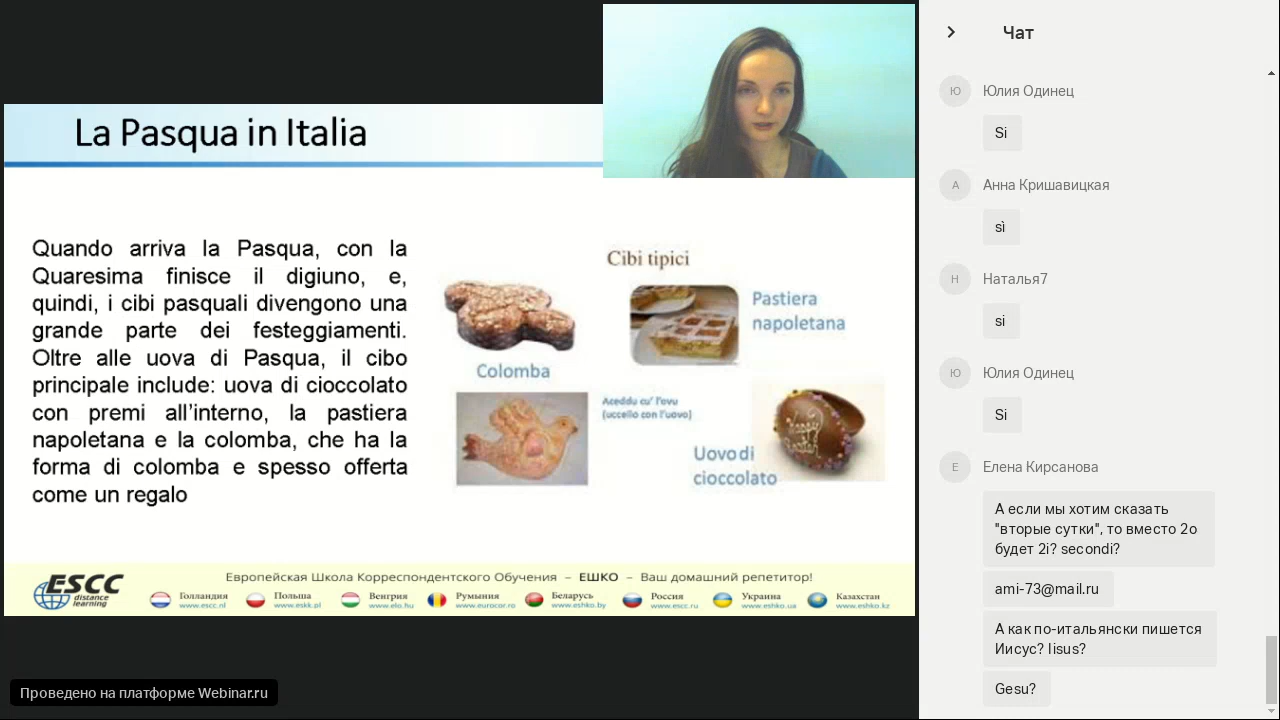 La Pasqua in Italia
Quando arriva la Pasqua, con la
Quaresima finisce il digiuno, e,
quindi, i cibi pasquali divengono una
grande parte dei festeggiamenti.
Oltre alle uova di Pasqua, il cibo
principale include: uova di cioccolato
con premi all'interno, la pastiera
napoletana e la colomba, che ha la
forma di colomba e spesso offerta
come un regalo
Cibi tipici
Colomba
Pastiera
napoletana
Aceddu cu' l'ovu
(uccello con l'uovo)
Uovo di
cioccolato
ESCC
distance
learning
Европейская Школа Корреспондентского Обучения – ЕШКО – Ваш домашний репетитор!
Голландия
www.escc.nl
Польша
www.eskk.pl
Венгрия
www.elo.hu
Румыния
www.eurocor.ro
Беларусь
www.eshko.by
Россия
www.escc.ru
Украина
www.eshko.ua
Казахстан
www.eshko.kz
Проведено на платформе Webinar.ru
Чат
Ю
Юлия Одинец
Si
А
Анна Кришавицкая
sì
Н
Наталья7
si
Ю
Юлия Одинец
Si
Е
Елена Кирсанова
А если мы хотим сказать
"вторые сутки", то вместо 2о
будет 2i? secondi?
ami-73@mail.ru
А как по-итальянски пишется
Иисус? Iisus?
Gesu?